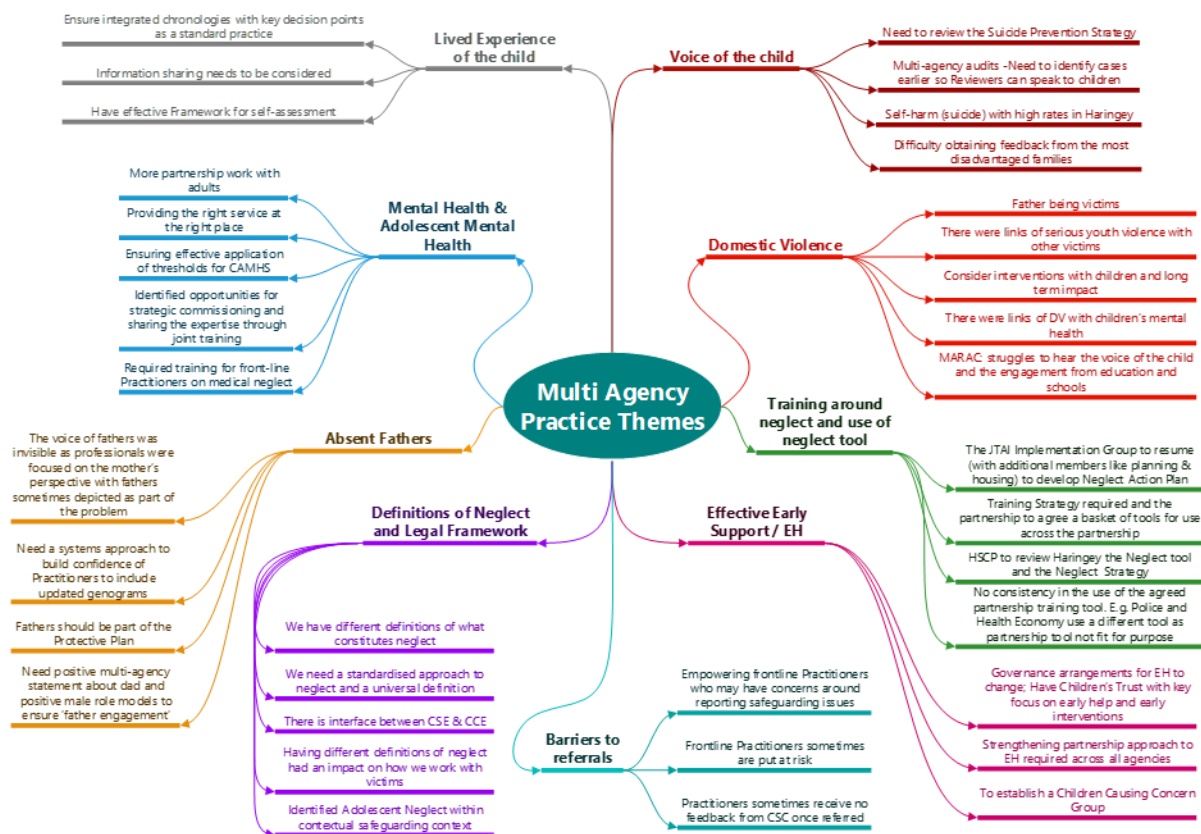 Multi Agency
Practice Themes
Lived Experience
of the child
Ensure integrated chronologies with key decision points
as a standard practice
Information sharing needs to be considered
Have effective Framework for self-assessment
Voice of the child
Need to review the Suicide Prevention Strategy
Multi-agency audits -Need to identify cases
earlier so Reviewers can speak to children
Self-harm (suicide) with high rates in Haringey
Difficulty obtaining feedback from the most
disadvantaged families
Mental Health &
Adolescent Mental
Health
More partnership work with
adults
Providing the right service at
the right place
Ensuring effective application
of thresholds for CAMHS
Identified opportunities for
strategic commissioning and
sharing the expertise through
joint training
Required training for front-line
Practitioners on medical neglect
Domestic Violence
Father being victims
There were links of serious youth violence with
other victims
Consider interventions with children and long
term impact
There were links of DV with children's mental
health
MARAC: struggles to hear the voice of the child
and the engagement from education and
schools
Absent Fathers
The voice of fathers was
invisible as professionals were
focused on the mother's
perspective with fathers
sometimes depicted as part of
the problem
Need a systems approach to
build confidence of
Practitioners to include
updated genograms
Fathers should be part of the
Protective Plan
Need positive multi-agency
statement about dad and
positive male role models to
ensure 'father engagement'
Training around
neglect and use of
neglect tool
The JTAI Implementation Group to resume
(with additional members like planning &
housing) to develop Neglect Action Plan
Training Strategy required and the
partnership to agree a basket of tools for use
across the partnership
HSCP to review Haringey the Neglect tool
and the Neglect Strategy
No consistency in the use of the agreed
partnership training tool. E.g. Police and
Health Economy use a different tool as
partnership tool not fit for purpose
Definitions of Neglect
and Legal Framework
We have different definitions of what
constitutes neglect
We need a standardised approach to
neglect and a universal definition
There is interface between CSE & CCE
Having different definitions of neglect
had an impact on how we work with
victims
Identified Adolescent Neglect within
contextual safeguarding context
Effective Early
Support / EH
Governance arrangements for EH to
change; Have Children's Trust with key
focus on early help and early
interventions
Strengthening partnership approach to
EH required across all agencies
To establish a Children Causing Concern
Group
Barriers to
referrals
Empowering frontline Practitioners
who may have concerns around
reporting safeguarding issues
Frontline Practitioners sometimes
are put at risk
Practitioners sometimes receive no
feedback from CSC once referred